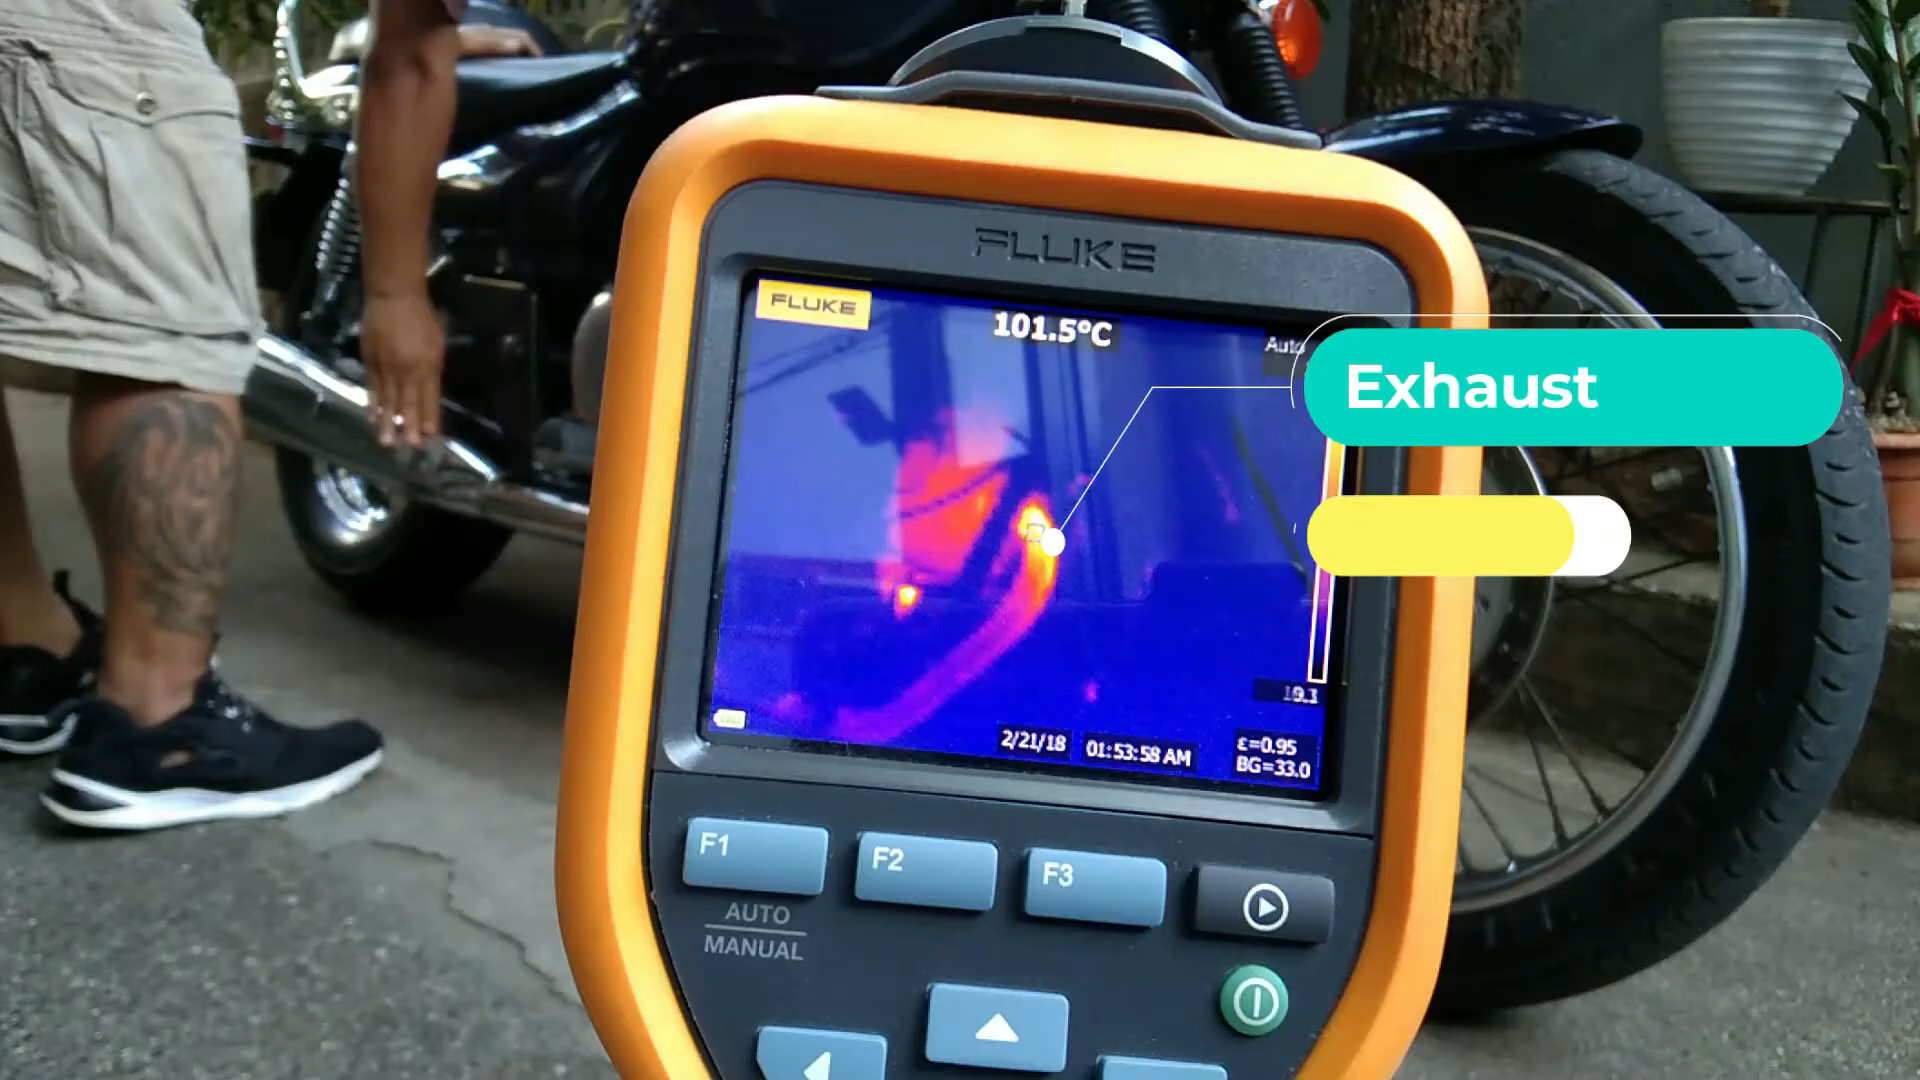 FLUKE
FLUKE
101.5°C
Auto
Exhaust
19.3
2/21/18
01:53:58 AM
ε=0.95
BG=33.0
F1
F2
F3
AUTO
MANUAL